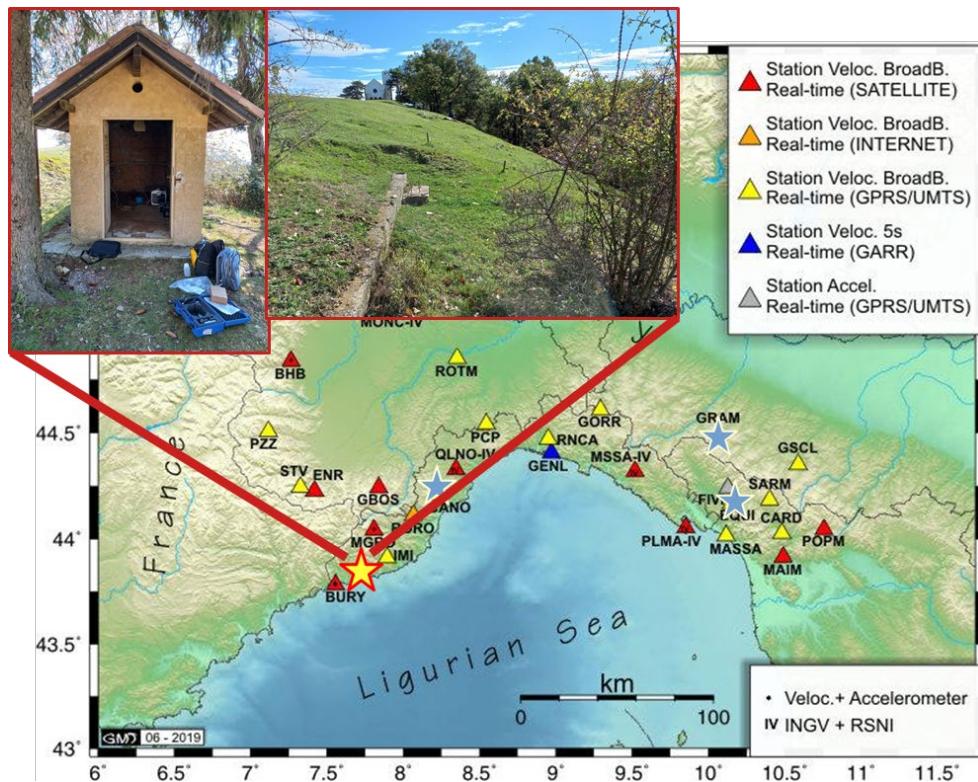 Station Veloc. BroadB.
Real-time (SATELLITE)
Station Veloc. BroadB.
Real-time (INTERNET)
Station Veloc. BroadB.
Real-time (GPRS/UMTS)
Station Veloc. 5s
Real-time (GARR)
Station Accel.
Real-time (GPRS/UMTS)
MONC-IV
BHB
ROTM
PZZ
PCP
GORR
RNCA
GRAM
QLNO-IV
GENL
MSSA-IV
GSCL
STV
ENR
GBOS
SARM
FIV
EQUI
CARD
PLMA-IV
MASSA
POPM
MAIM
IMI
BURY
France
Ligurian Sea
44.5
44
43.5
43
km
0
100
GMD
06 - 2019
Veloc.+ Accelerometer
IV INGV + RSNI
6°
6.5°
7°
7.5°
8°
8.5°
9°
9.5°
10°
10.5°
11°
11.5°